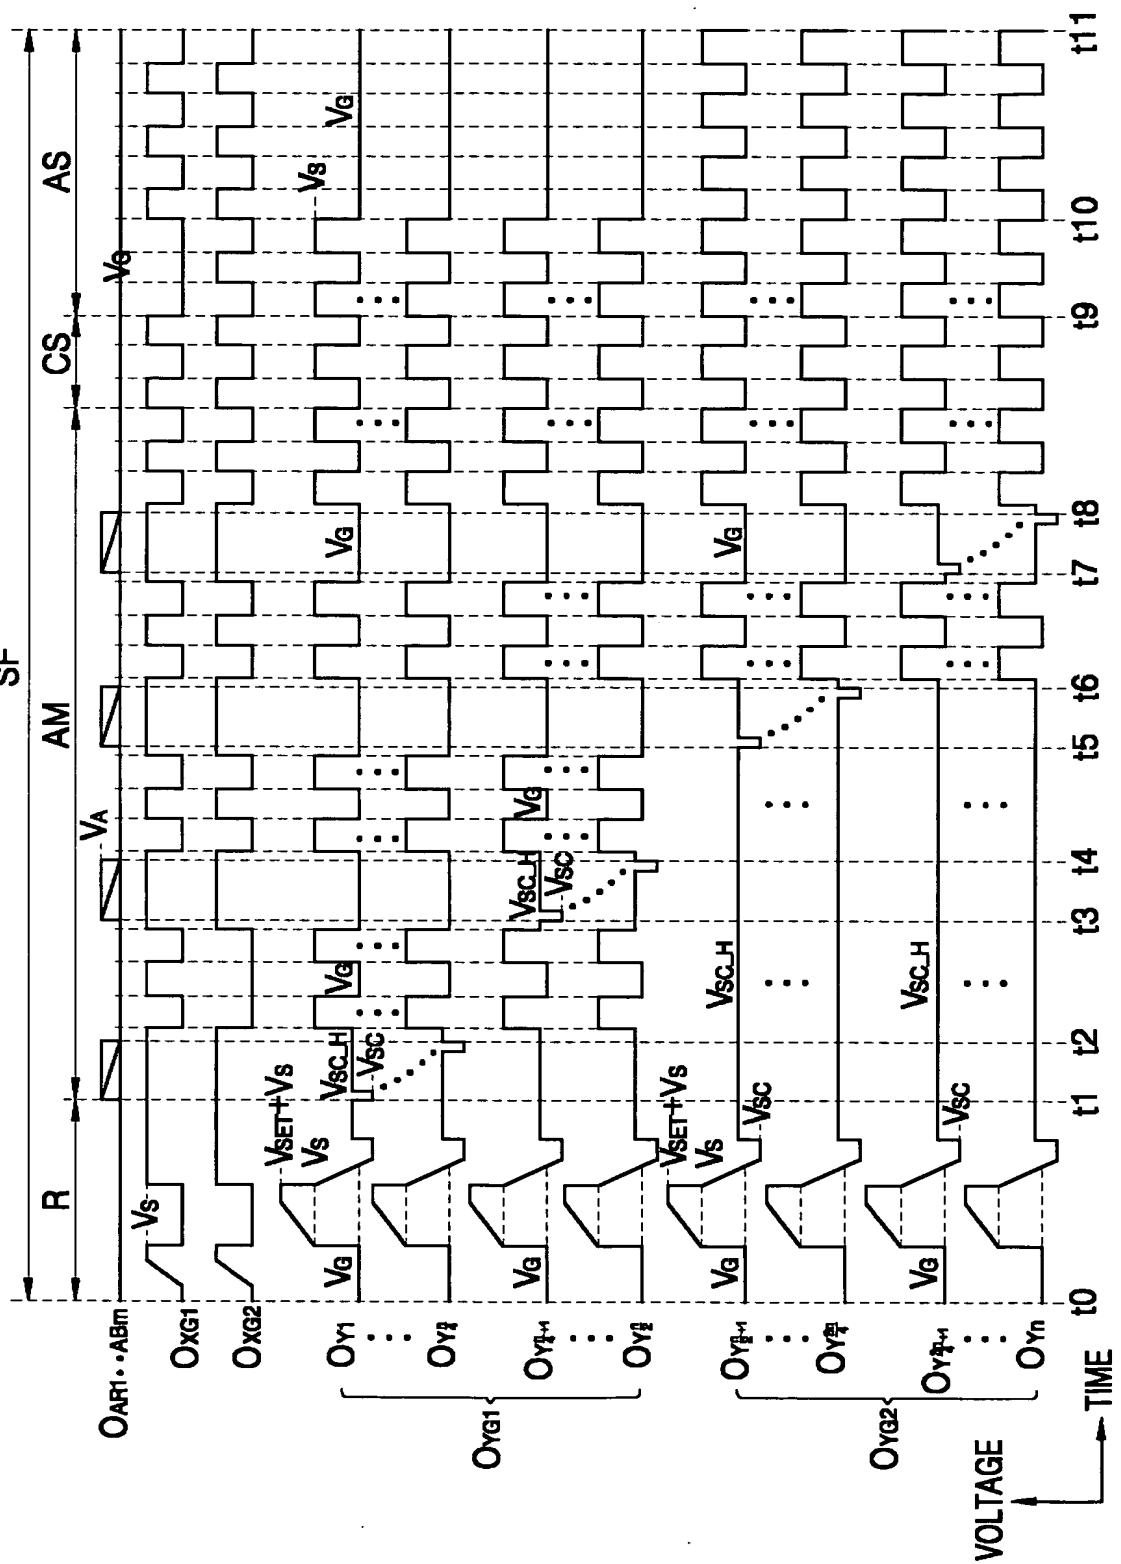 SF
R
AM
CS
AS
OAR1··ABm
VA
VG
OXG1
VS
OXG2
OYG1
OY1
VG
VSET+VS
VS
VSC_H
VSC
VG
VG
VS
VG
VG
VSC_H
VSC
VG
OYG2
VG
VSET+VS
VS
VSC
VSC_H
VG
VG
VSC
VSC_H
OYn
t0
t1
t2
t3
t4
t5
t6
t7
t8
t9
t10
t11
VOLTAGE
TIME